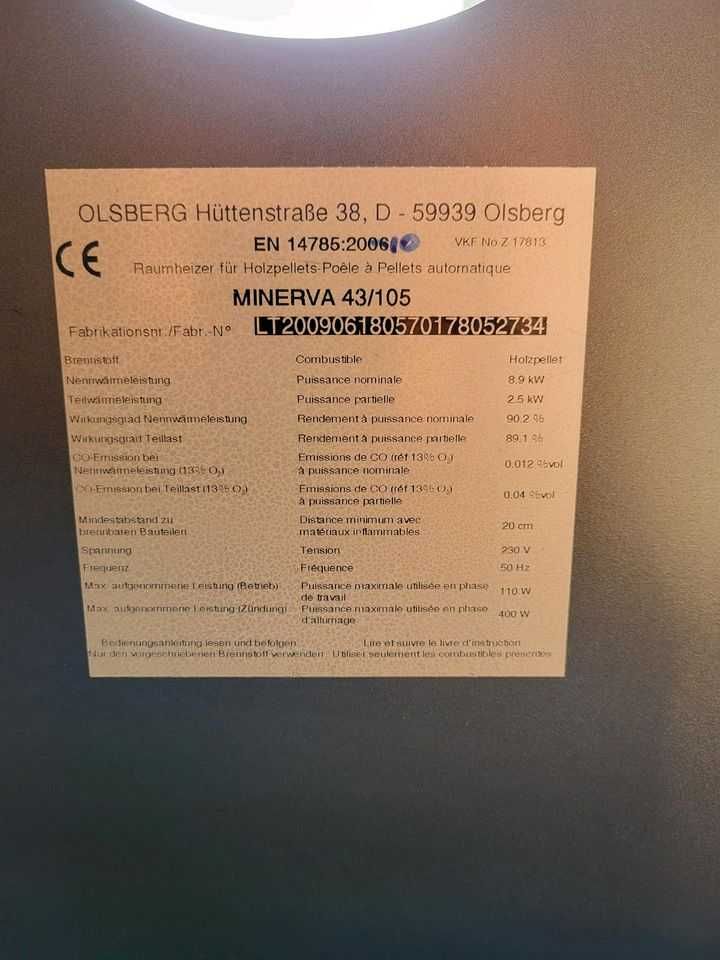 OLSBERG Hüttenstraße 38, D - 59939 Olsberg
CE EN 14785:2006 VKF No.Z 17813
Raumheizer für Holzpellets-Poêle à Pellets automatique
MINERVA 43/105
Fabrikationsnr./Fabr.-N° LT200906180570178052734
Brennstoff Combustible Holzpellet
Nennwärmeleistung Puissance nominale 8.9 kW
Teilwärmeleistung Puissance partielle 2.5 kW
Wirkungsgrad Nennwärmeleistung Rendement à puissance nominale 90.2 %
Wirkungsgrad Teillast Rendement à puissance partielle 89.1 %
CO-Emission bei Emissions de CO (réf 13% O₂)
Nennwärmeleistung (13% O₂) à puissance nominale 0.012 %vol
CO-Emission bei Teillast (13% O₂) Emissions de CO (réf 13% O₂)
à puissance partielle 0.04 %vol
Mindestabstand zu Distance minimum avec
brennbaren Bauteilen matériaux inflammables 20 cm
Spannung Tension 230 V
Frequenz Fréquence 50 Hz
Max. aufgenommene Leistung (Betrieb) Puissance maximale utilisée en phase
de travail 110 W
Max. aufgenommene Leistung (Zündung) Puissance maximale utilisée en phase
d'allumage 400 W
Bedienungsanleitung lesen und befolgen Lire et suivre le livre d'instruction
Nur den vorgeschriebenen Brennstoff verwenden Utiliser seulement les combustibles presentes